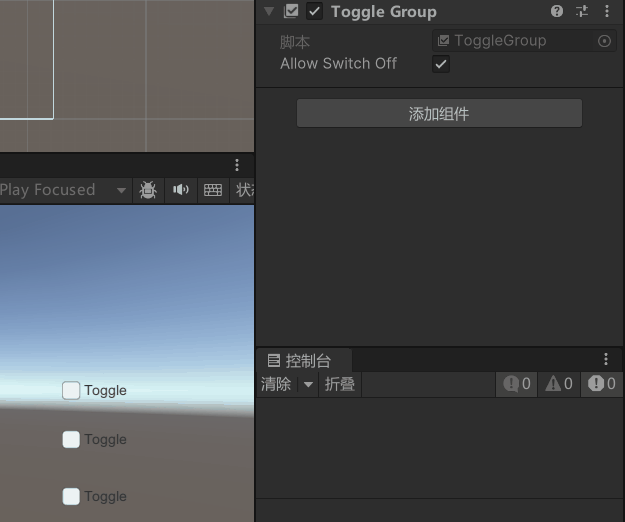 Toggle Group
脚本 ToggleGroup
Allow Switch Off
添加组件
Play Focused 状
Toggle
Toggle
Toggle
控制台
清除 折叠 0 0 0